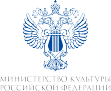 МИНИСТЕРСТВО КУЛЬТУРЫ
РОССИЙСКОЙ ФЕДЕРАЦИИ